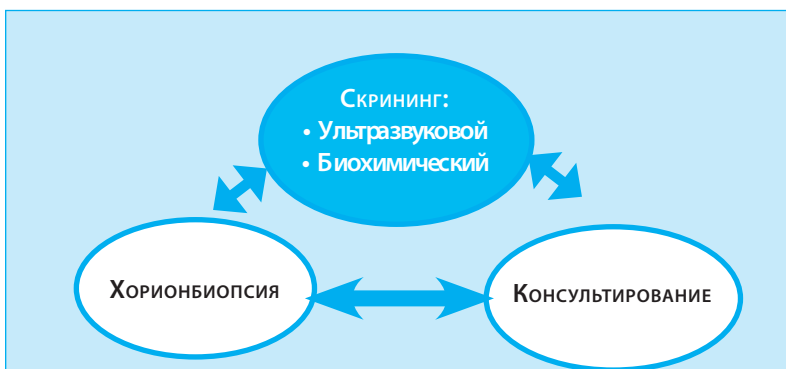 Скрининг:
• Ультразвуковой
• Биохимический
Хорионбиопсия
Консультирование